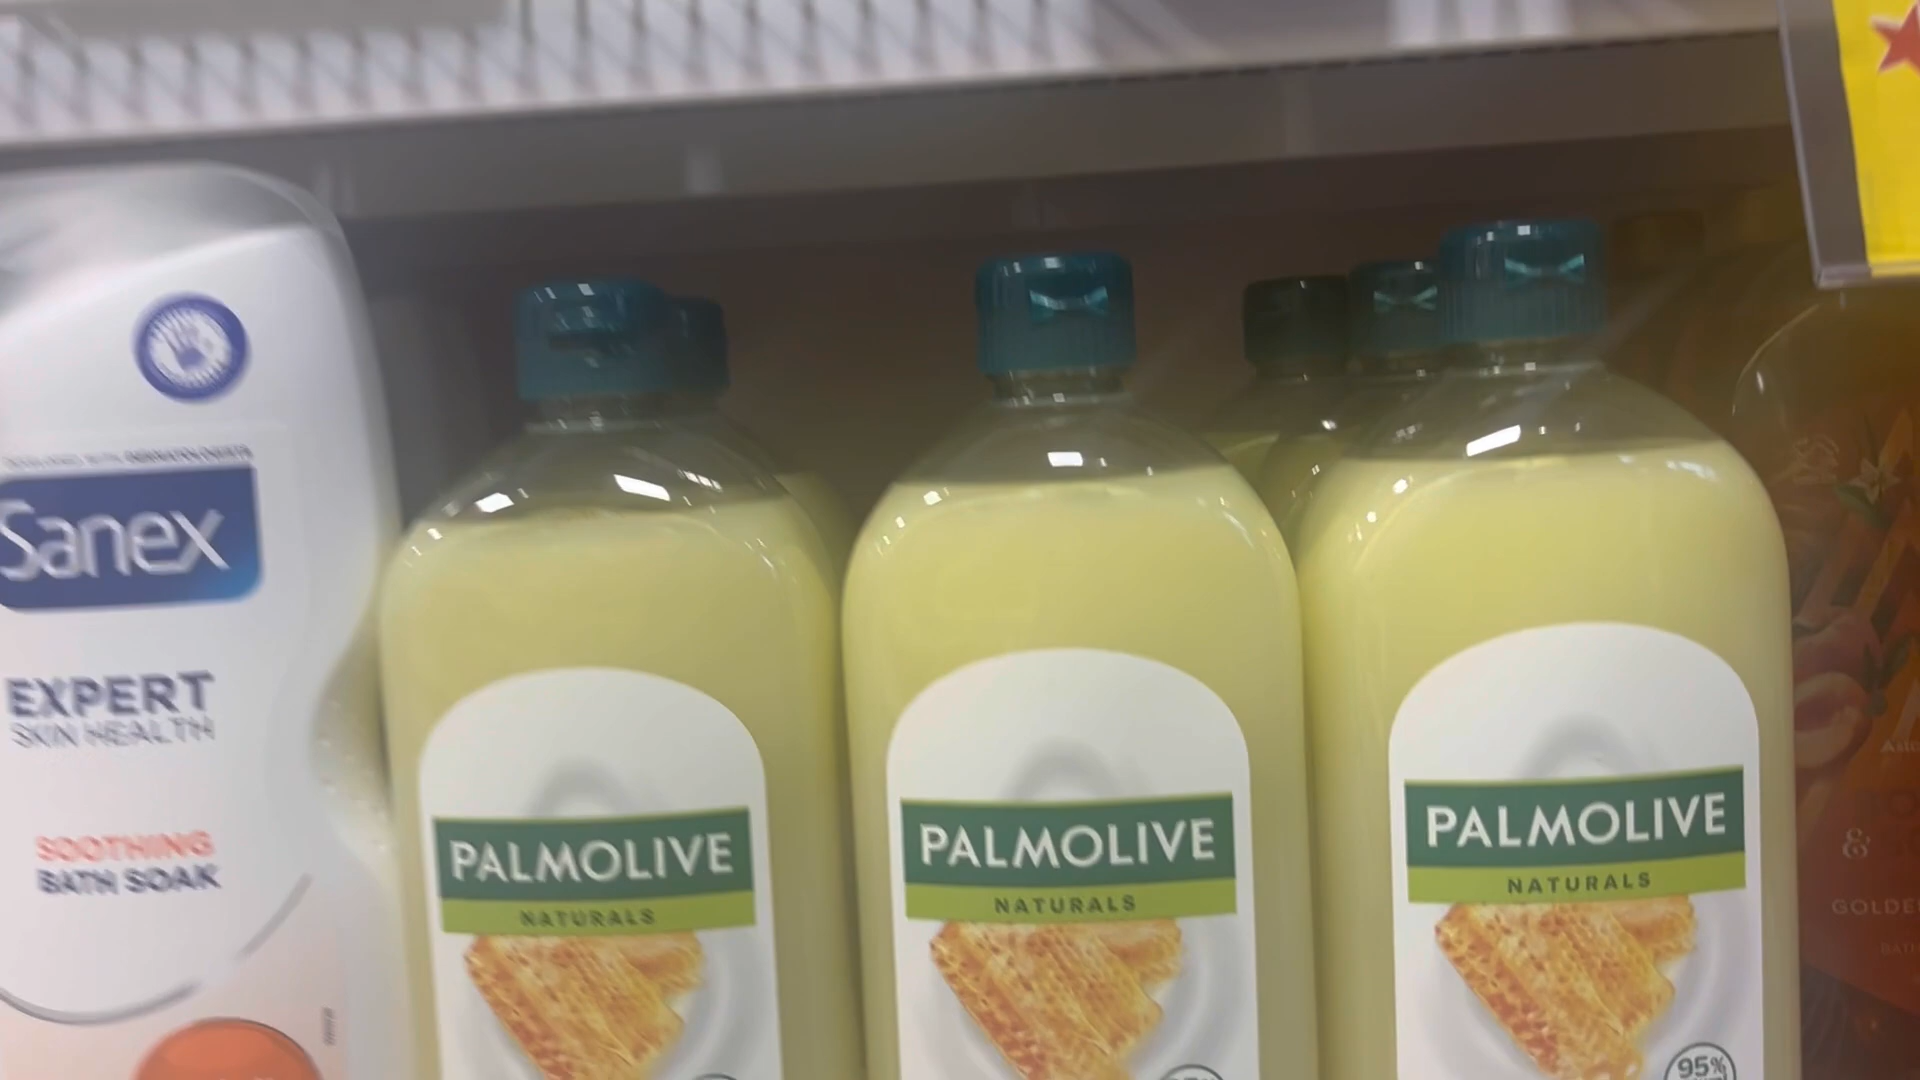 Sanex
EXPERT
SKIN HEALTH
SOOTHING
BATH SOAK
PALMOLIVE
NATURALS
PALMOLIVE
NATURALS
PALMOLIVE
NATURALS
95%
&